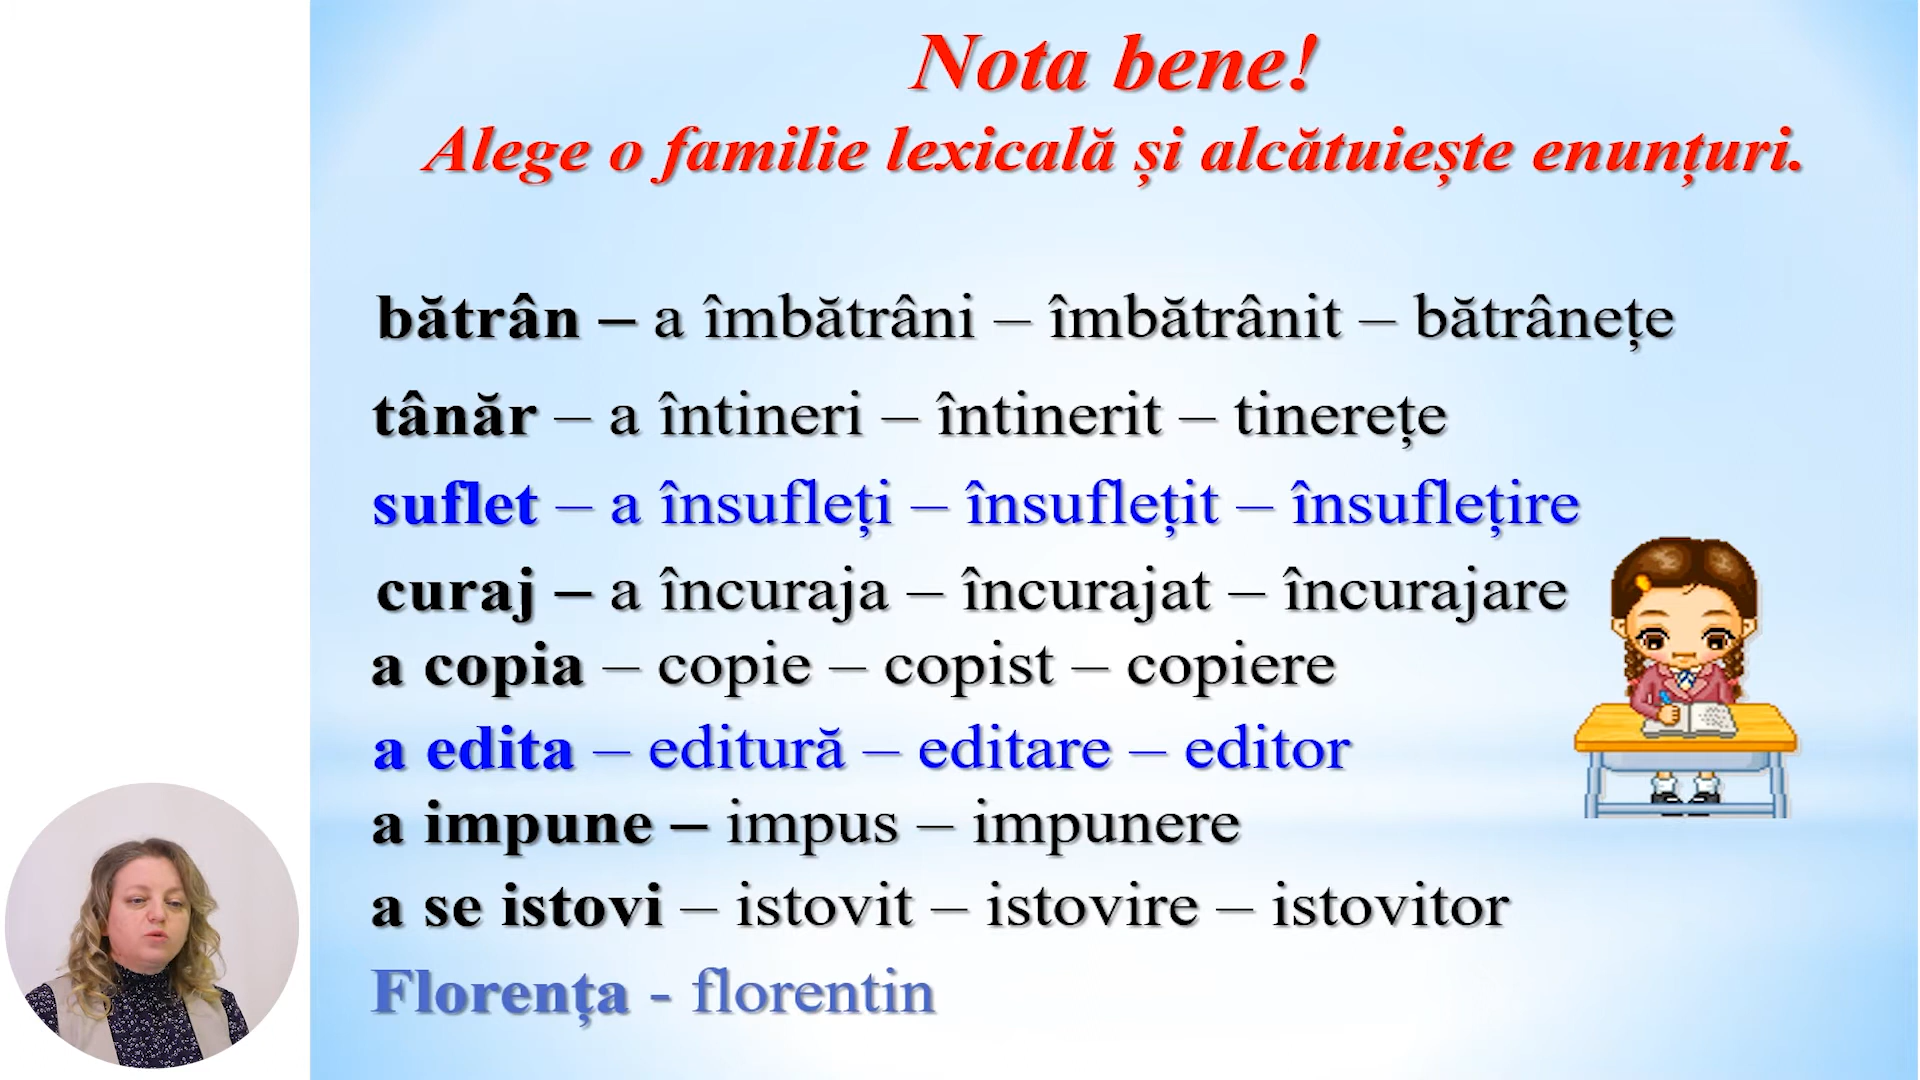 Nota bene!
Alege o familie lexicală și alcătuiește enunțuri.
bătrân – a îmbătrâni – îmbătrânit – bătrânețe
tânăr – a întineri – întinerit – tinerețe
suflet – a însufleți – însuflețit – însuflețire
curaj – a încuraja – încurajat – încurajare
a copia – copie – copist – copiere
a edita – editură – editare – editor
a impune – impus – impunere
a se istovi – istovit – istovire – istovitor
Florența - florentin